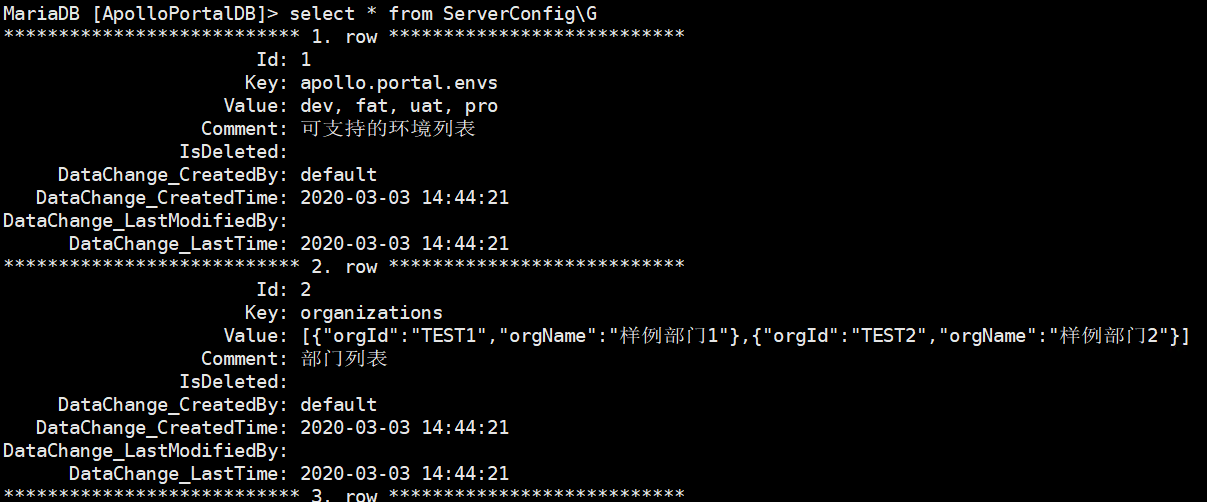 MariaDB [ApolloPortalDB]> select * from ServerConfig\G
*************************** 1. row ***************************
Id: 1
Key: apollo.portal.envs
Value: dev, fat, uat, pro
Comment: 可支持的环境列表
IsDeleted:
DataChange_CreatedBy: default
DataChange_CreatedTime: 2020-03-03 14:44:21
DataChange_LastModifiedBy:
DataChange_LastTime: 2020-03-03 14:44:21
*************************** 2. row ***************************
Id: 2
Key: organizations
Value: [{"orgId":"TEST1","orgName":"样例部门1"},{"orgId":"TEST2","orgName":"样例部门2"}]
Comment: 部门列表
IsDeleted:
DataChange_CreatedBy: default
DataChange_CreatedTime: 2020-03-03 14:44:21
DataChange_LastModifiedBy:
DataChange_LastTime: 2020-03-03 14:44:21
*************************** 3. row ***************************